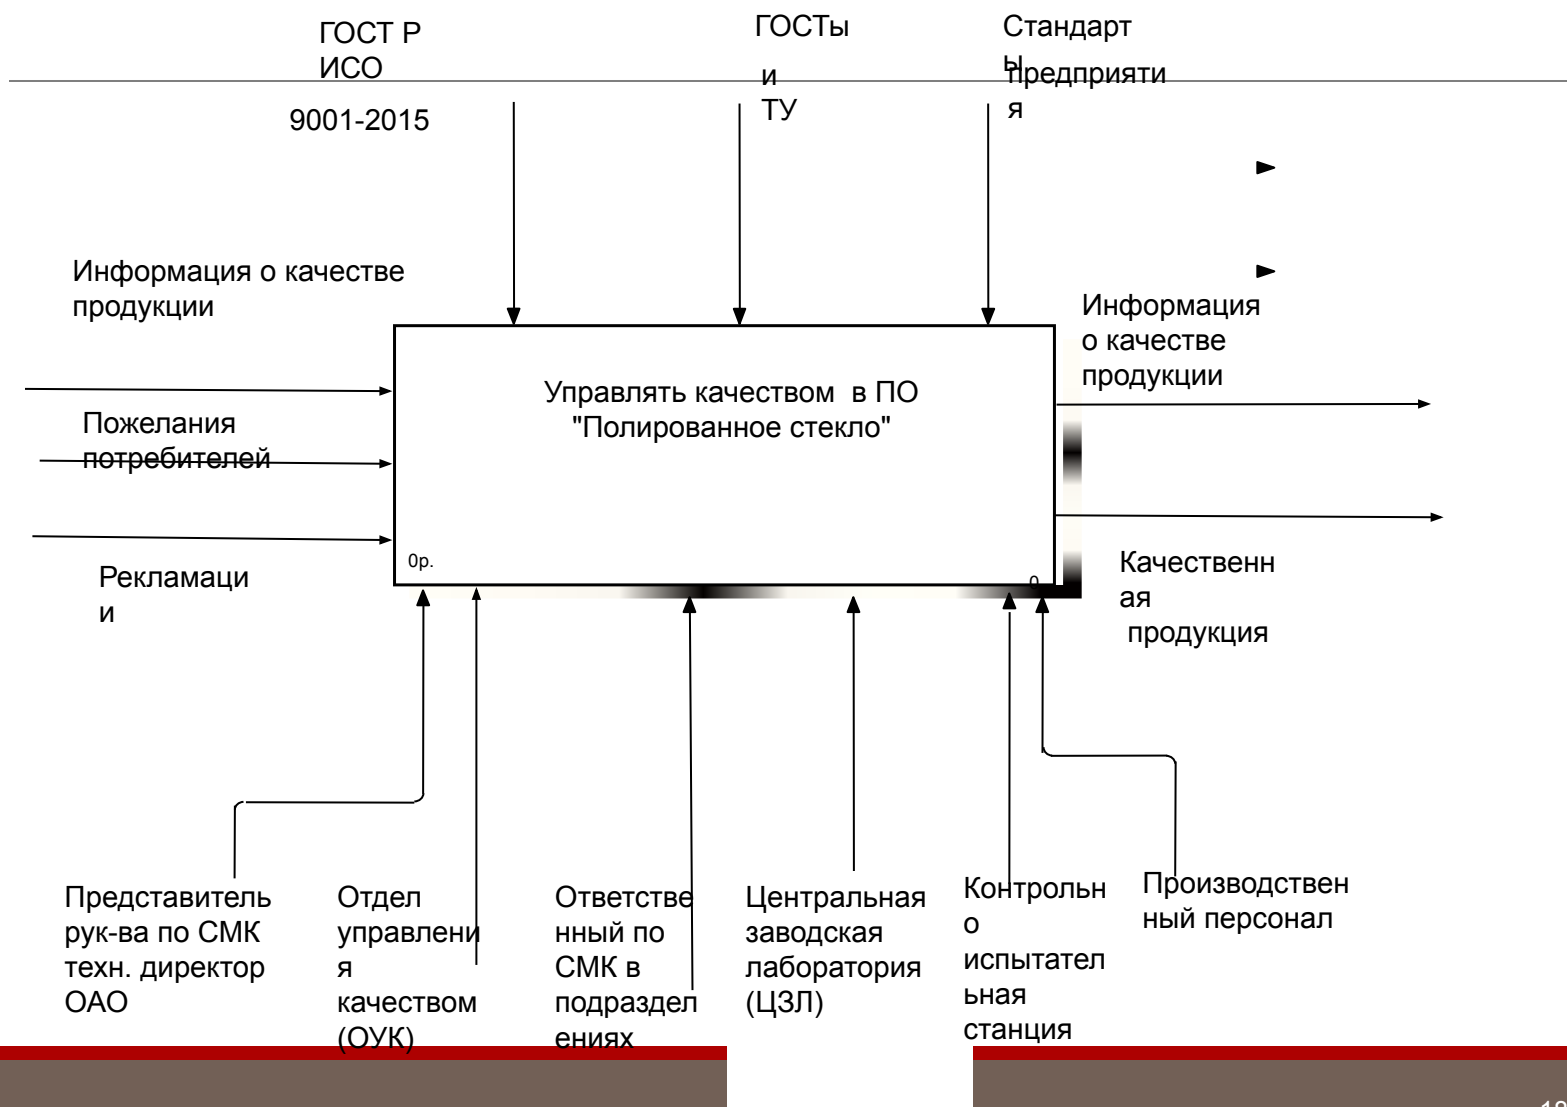 ГОСТ Р
ИСО
9001-2015
ГОСТы
и
ТУ
Стандарт
ы
предприяти
я
Информация о качестве
продукции
Пожелания
потребителей
Рекламаци
и
Управлять качеством в ПО
"Полированное стекло"
0р.
0
Информация
о качестве
продукции
Качественн
ая
продукция
Представитель
рук-ва по СМК
техн. директор
ОАО
Отдел
управлени
я
качеством
(ОУК)
Ответстве
нный по
СМК в
подраздел
ениях
Центральная
заводская
лаборатория
(ЦЗЛ)
Контрольн
о
испытател
ьная
станция
Производствен
ный персонал